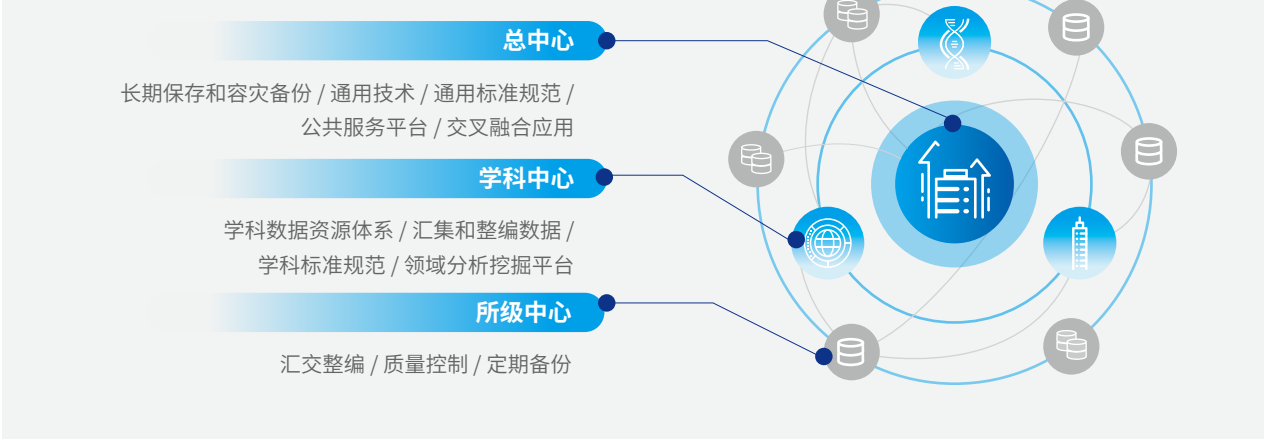 总中心
长期保存和容灾备份 / 通用技术 / 通用标准规范 /
公共服务平台 / 交叉融合应用
学科中心
学科数据资源体系 / 汇集和整编数据 /
学科标准规范 / 领域分析挖掘平台
所级中心
汇交整编 / 质量控制 / 定期备份